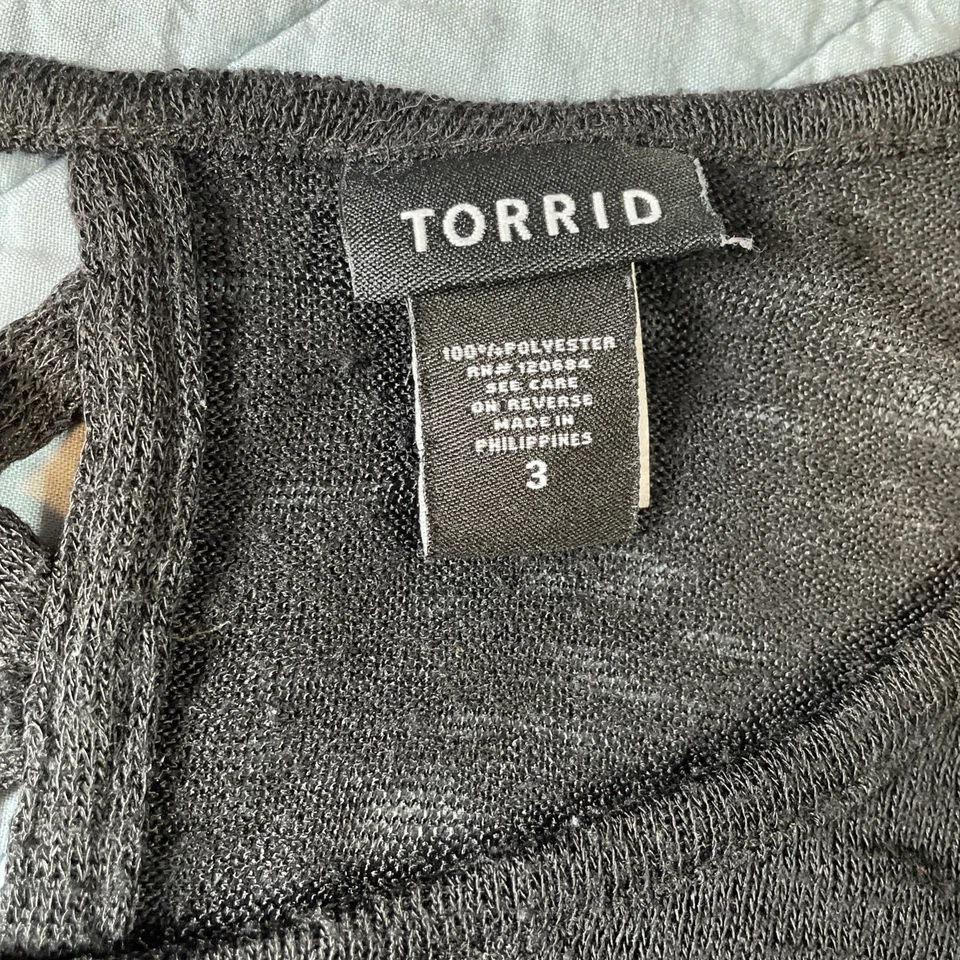 TORRID
100% POLYESTER
RN# 120684
SEE CARE
ON REVERSE
MADE IN
PHILIPPINES
3